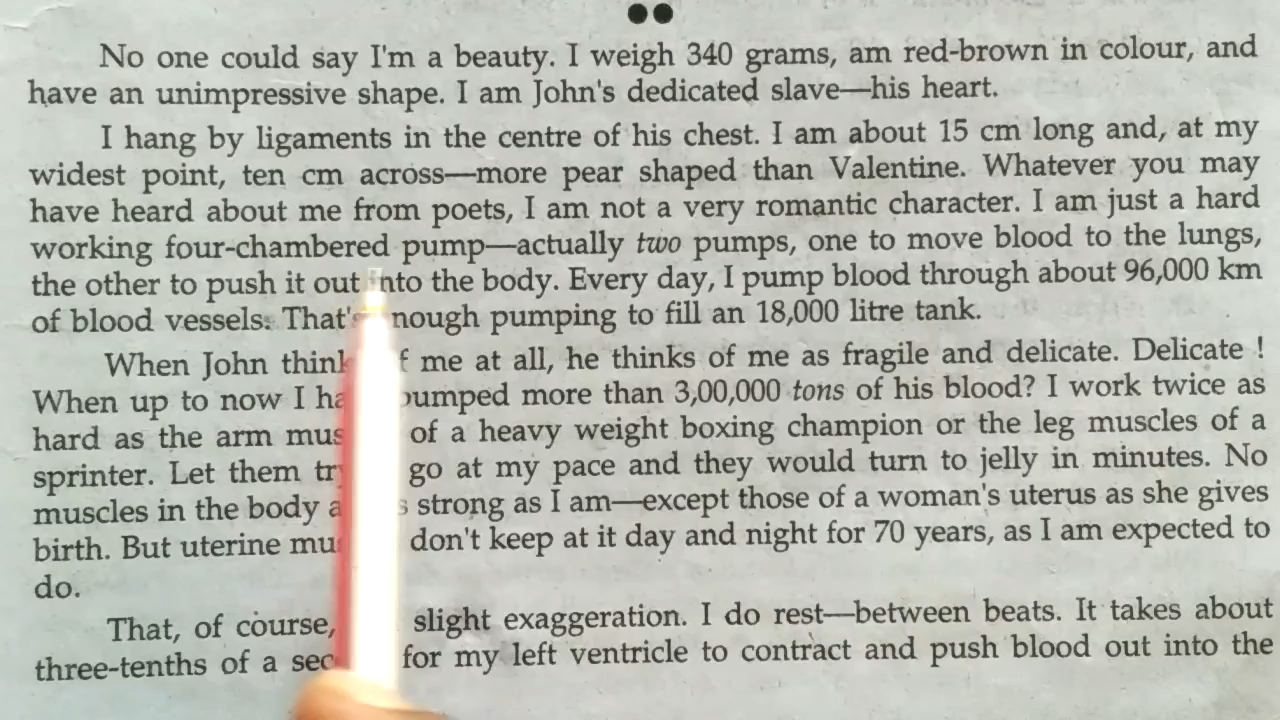 No one could say I'm a beauty. I weigh 340 grams, am red-brown in colour, and
have an unimpressive shape. I am John's dedicated slave—his heart.
I hang by ligaments in the centre of his chest. I am about 15 cm long and, at my
widest point, ten cm across—more pear shaped than Valentine. Whatever you may
have heard about me from poets, I am not a very romantic character. I am just a hard
working four-chambered pump—actually two pumps, one to move blood to the lungs,
the other to push it out into the body. Every day, I pump blood through about 96,000 km
of blood vessels. That's enough pumping to fill an 18,000 litre tank.
When John me at all, he thinks of me as fragile and delicate. Delicate !
When up to now I pumped more than 3,00,000 tons of his blood? I work twice as
hard as the arm of a heavy weight boxing champion or the leg muscles of a
sprinter. Let them go at my pace and they would turn to jelly in minutes. No
muscles in the body strong as I am—except those of a woman's uterus as she gives
birth. But uterine don't keep at it day and night for 70 years, as I am expected to
do.
That, of course, slight exaggeration. I do rest—between beats. It takes about
three-tenths of a for my left ventricle to contract and push blood out into the